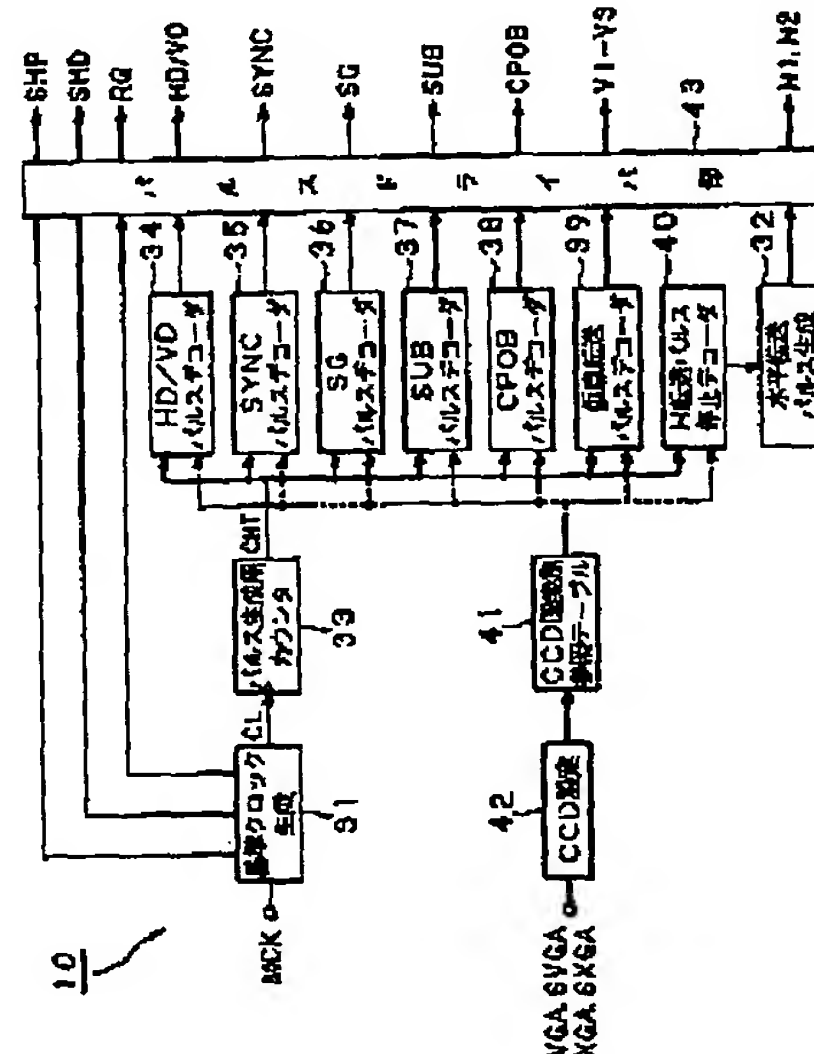 10
MCK
基準クロック
生成
31
CL
パルス生成用
カウンタ
33
CNT
VGA SVGA
XGA SXGA
CCD設定
42
CCD駆動用
参照テーブル
41
HD/VD
パルスデコーダ
34
SYNC
パルスデコーダ
35
SG
パルスデコーダ
36
SUB
パルスデコーダ
37
CPOB
パルスデコーダ
38
垂直転送
パルスデコーダ
39
H転送パルス
停止デコーダ
40
水平転送
パルス生成
32
パルスドライバ部
43
SHP
SHD
RG
HD/VD
SYNC
SG
SUB
CPOB
V1-V3
H1,H2